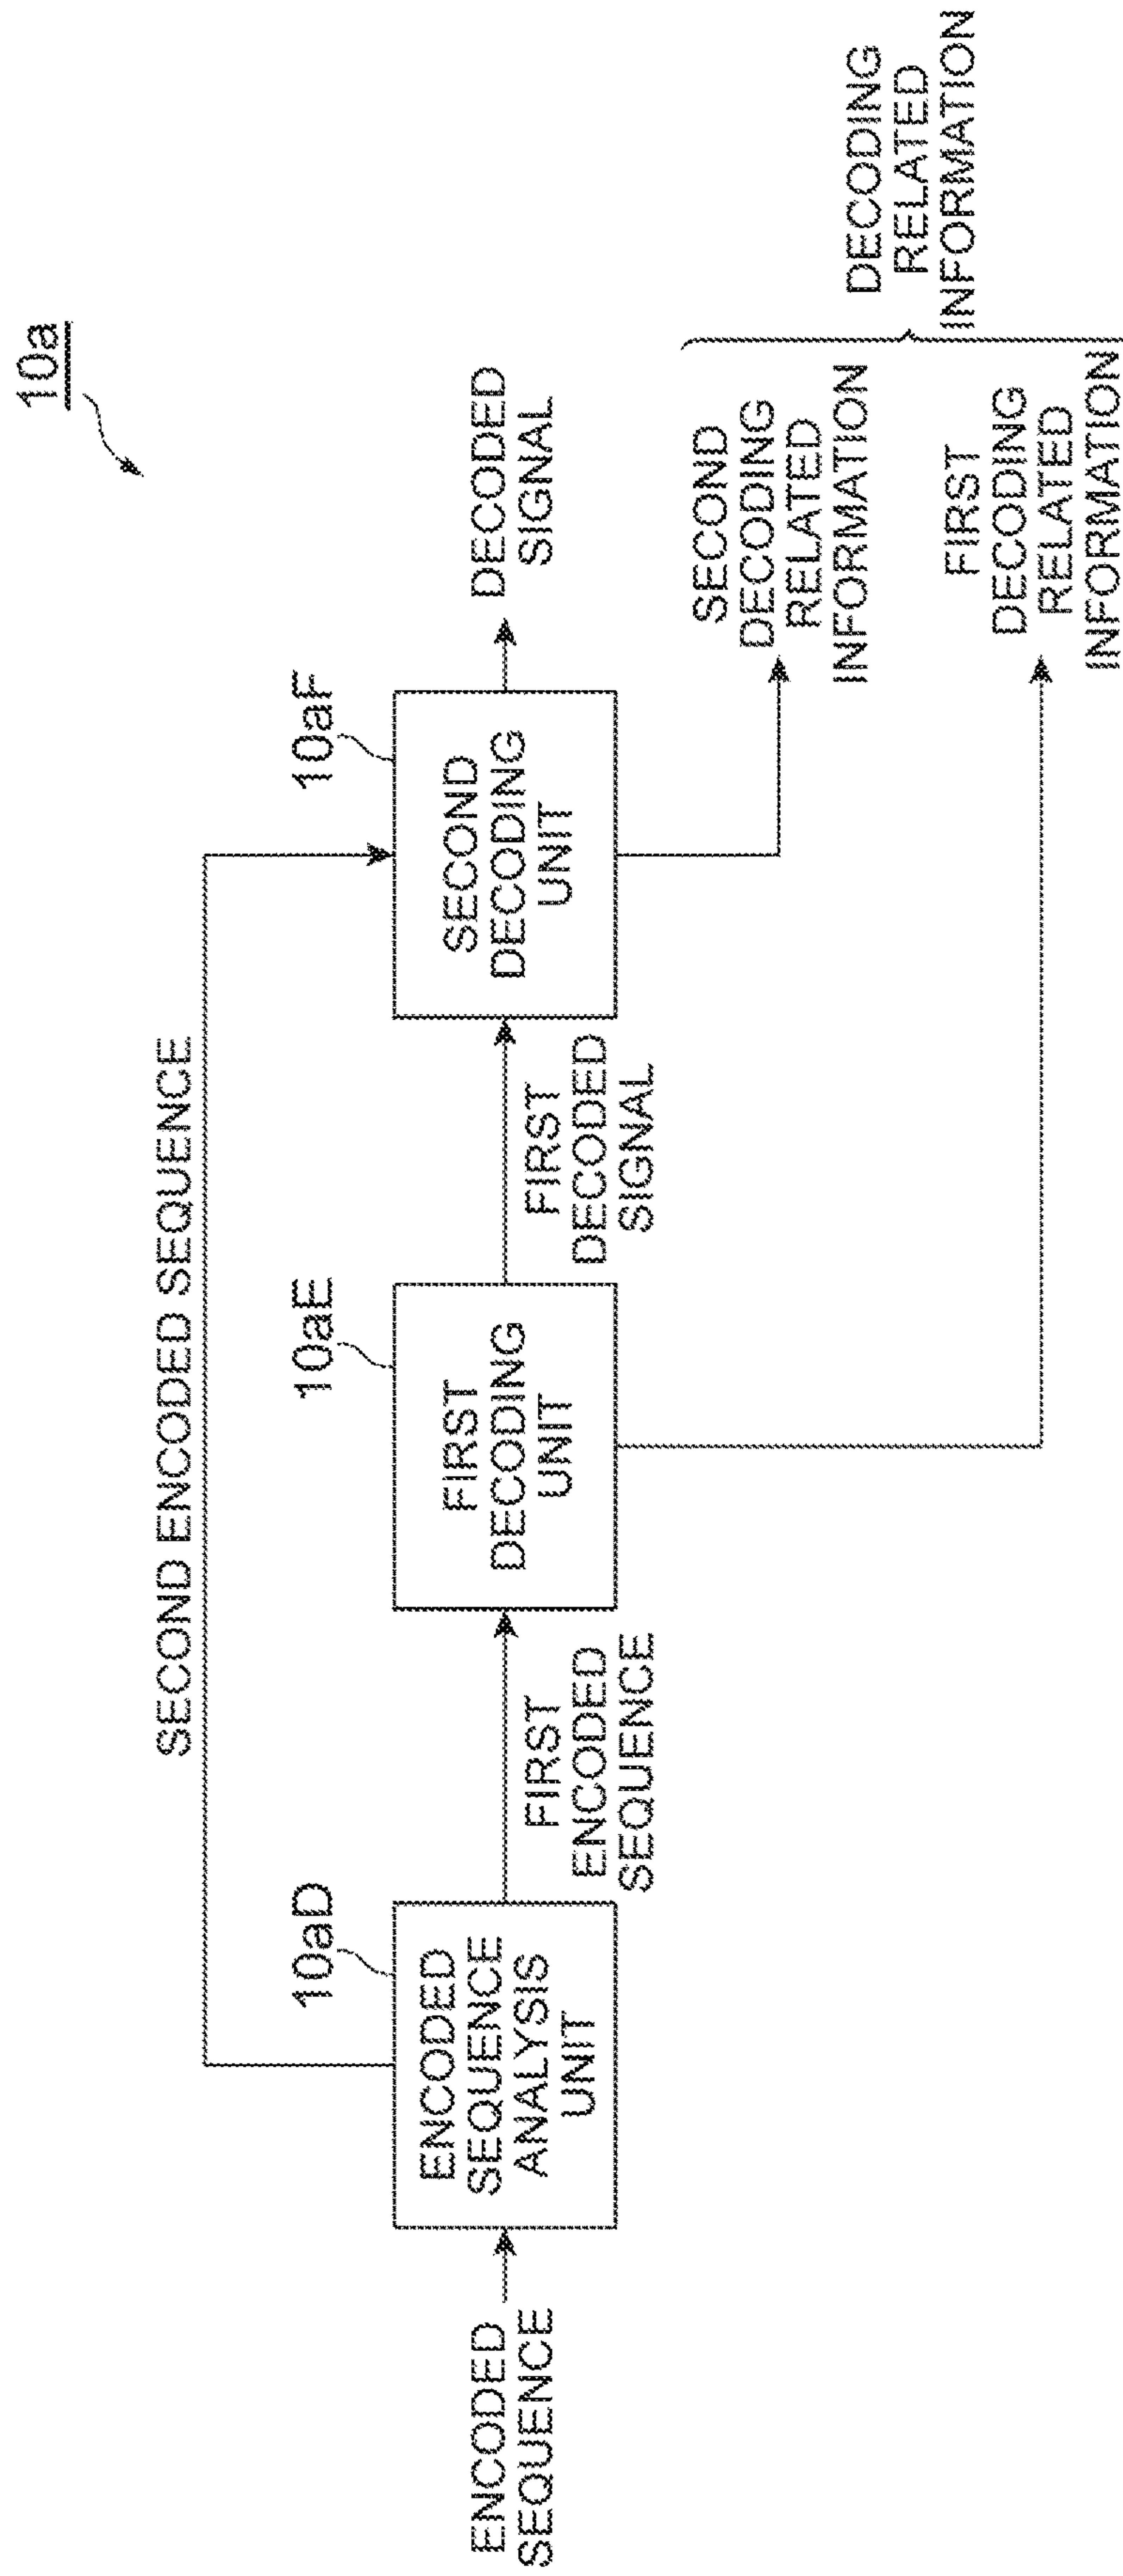 10a
SECOND ENCODED SEQUENCE
10aD
10aE
10aF
ENCODED
SEQUENCE
ENCODED
SEQUENCE
ANALYSIS
UNIT
FIRST
ENCODED
SEQUENCE
FIRST
DECODING
UNIT
FIRST
DECODED
SIGNAL
SECOND
DECODING
UNIT
DECODED
SIGNAL
SECOND
DECODING
RELATED
INFORMATION
FIRST
DECODING
RELATED
INFORMATION
DECODING
RELATED
INFORMATION